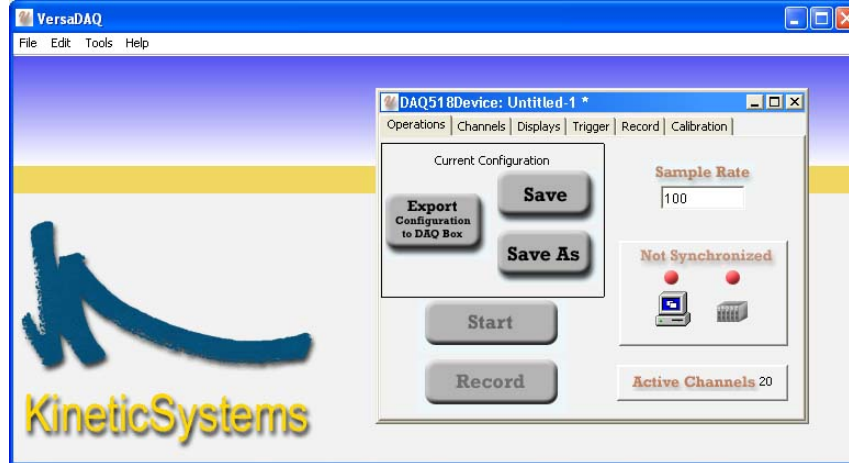 VersaDAQ
File Edit Tools Help
DAQ518Device: Untitled-1 *
Operations Channels Displays Trigger Record Calibration
Current Configuration
Export
Configuration
to DAQ Box
Save
Save As
Sample Rate
100
Not Synchronized
Start
Record
Active Channels 20
KineticSystems